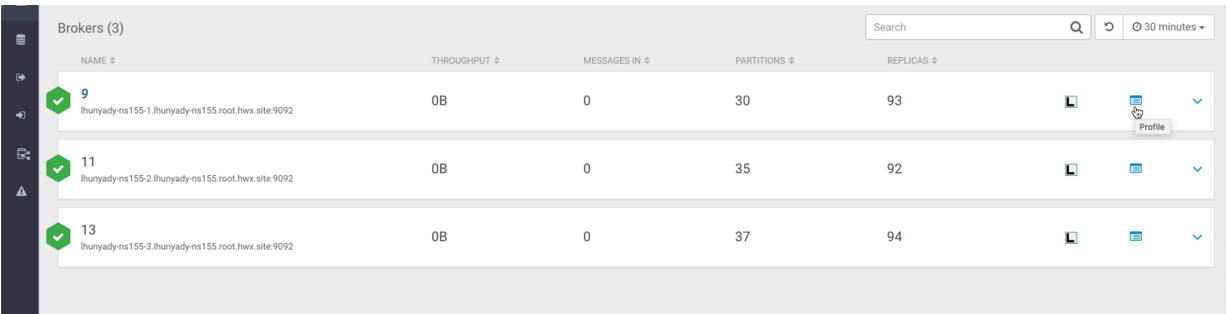 Brokers (3)
Search
30 minutes
NAME THROUGHPUT MESSAGES IN PARTITIONS REPLICAS
9
lhunyady-ns155-1.lhunyady-ns155.root.hwx.site:9092
0B 0 30 93
L
Profile
11
lhunyady-ns155-2.lhunyady-ns155.root.hwx.site:9092
0B 0 35 92
L
13
lhunyady-ns155-3.lhunyady-ns155.root.hwx.site:9092
0B 0 37 94
L